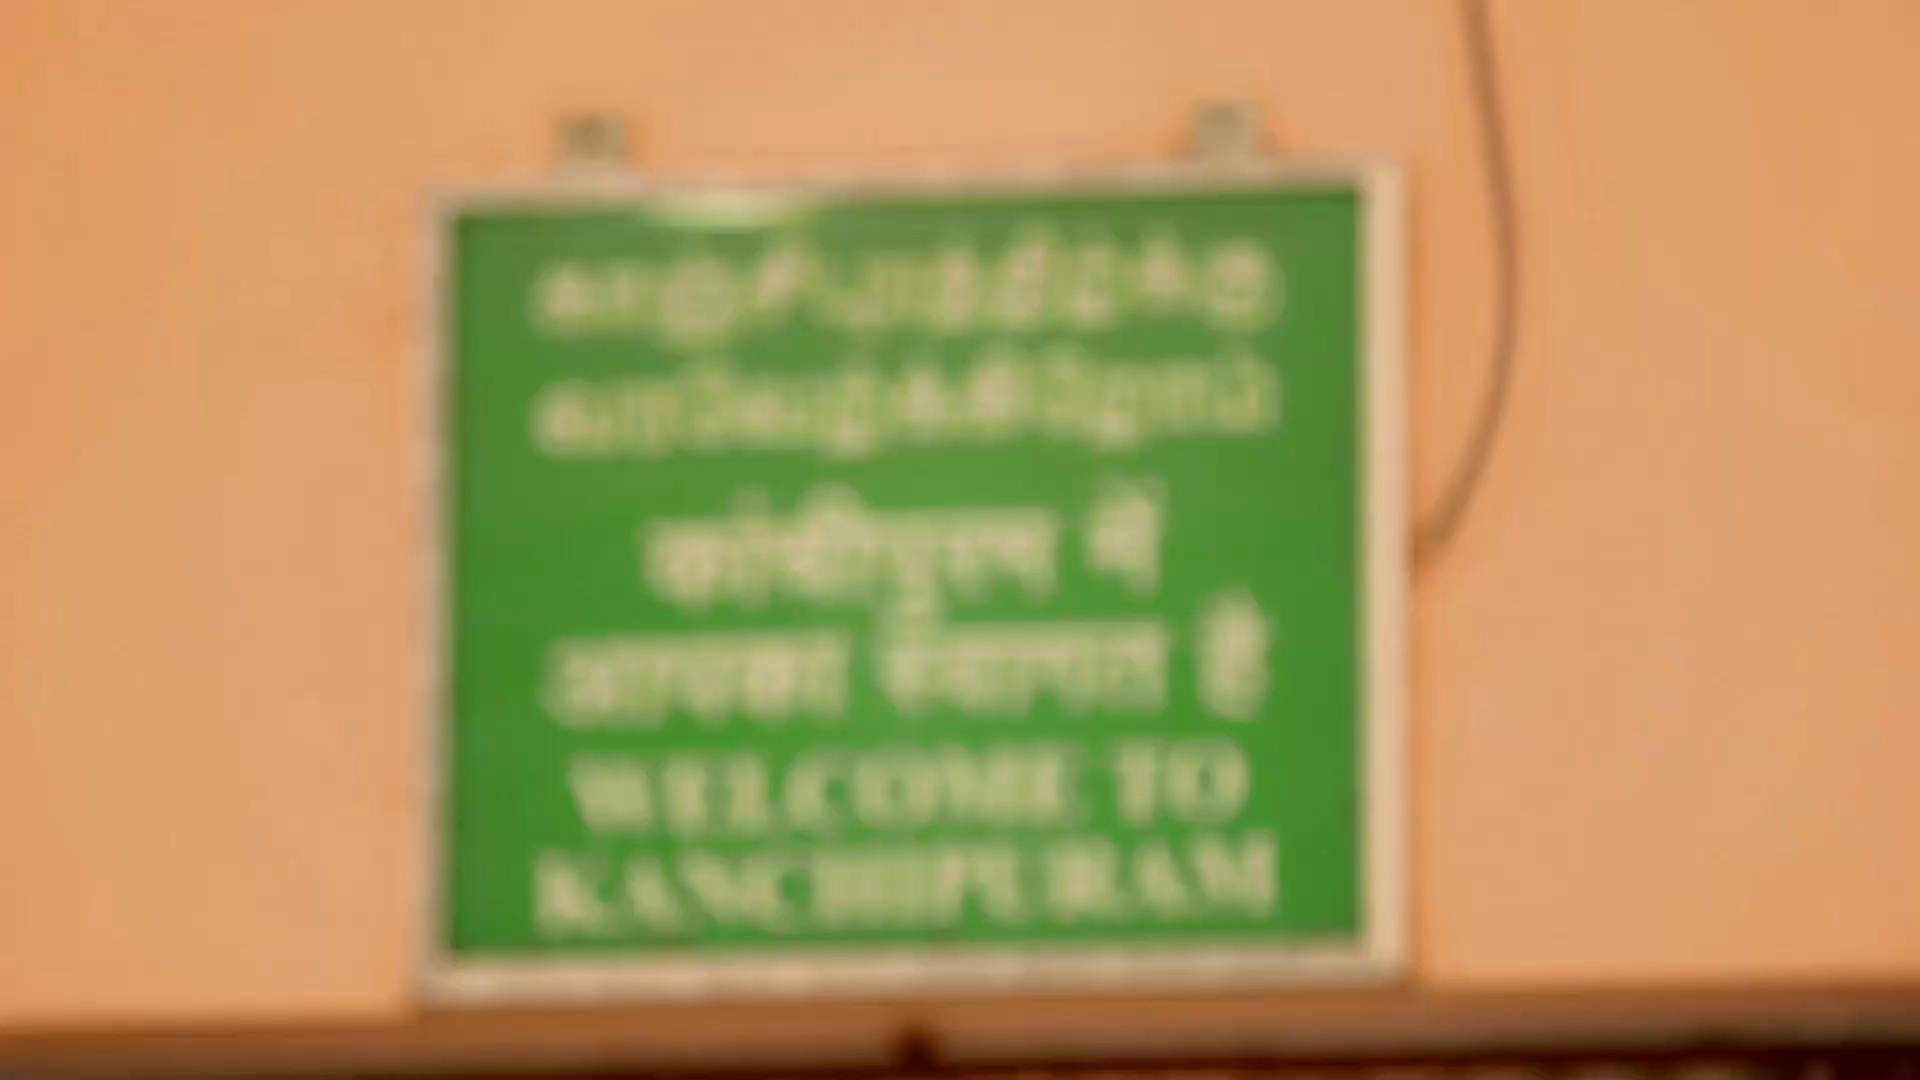 காஞ்சிபுரத்திற்கு
வரவேற்கிறோம்
कांचीपुरम में
आपका स्वागत है
WELCOME TO
KANCHIPURAM